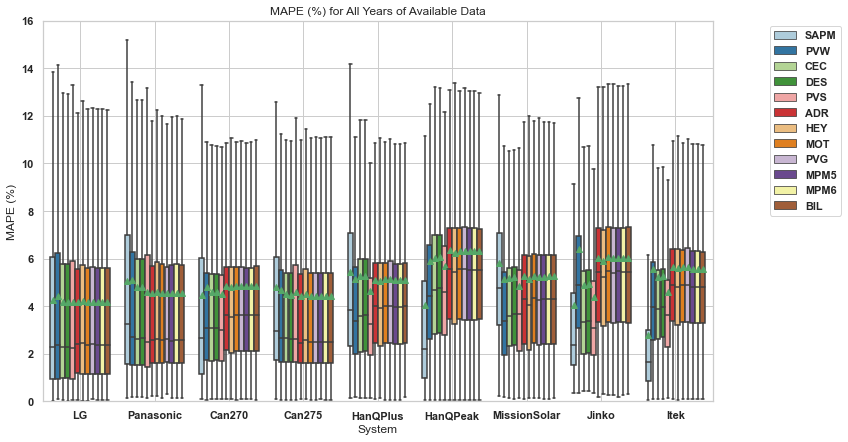 MAPE (%) for All Years of Available Data
MAPE (%)
16
14
12
10
8
6
4
2
0
LG
Panasonic
Can270
Can275
HanQPlus
HanQPeak
MissionSolar
Jinko
Itek
System
SAPM
PVW
CEC
DES
PVS
ADR
HEY
MOT
PVG
MPM5
MPM6
BIL